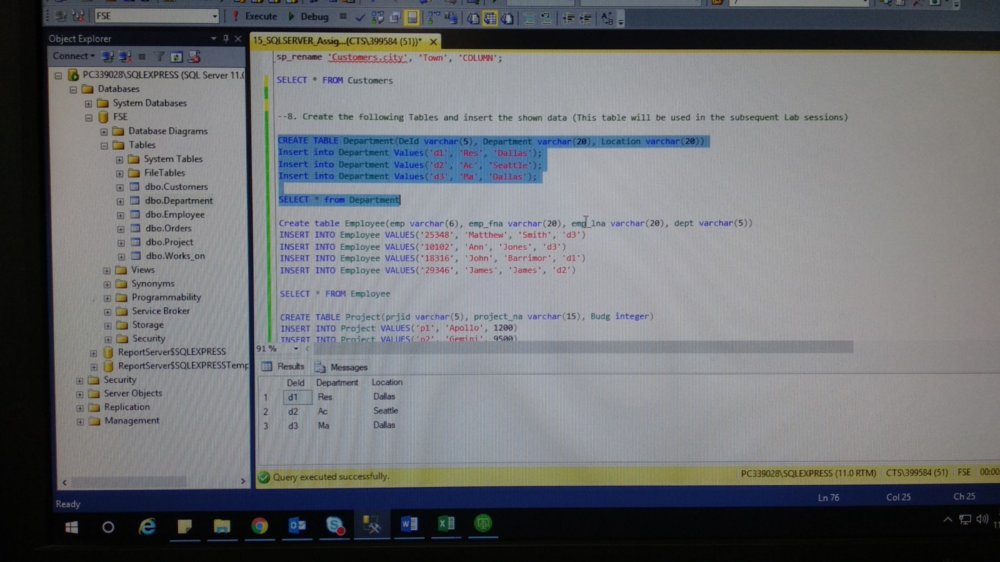 FSE
Execute
Debug
Object Explorer
Connect
PC339028\SQLEXPRESS (SQL Server 11.(
Databases
System Databases
FSE
Database Diagrams
Tables
System Tables
FileTables
dbo.Customers
dbo.Department
dbo.Employee
dbo.Orders
dbo.Project
dbo.Works_on
Views
Synonyms
Programmability
Service Broker
Storage
Security
ReportServer$SQLEXPRESS
ReportServer$SQLEXPRESSTemp
Security
Server Objects
Replication
Management
15_SQLSERVER_Assig...(CTS\399584 (51))*
sp_rename 'Customers.city', 'Town', 'COLUMN';
SELECT * FROM Customers
--8. Create the following Tables and insert the shown data (This table will be used in the subsequent Lab sessions)
CREATE TABLE Department(DeId varchar(5), Department varchar(20), Location varchar(20))
Insert into Department Values('d1', 'Res', 'Dallas');
Insert into Department Values('d2', 'Ac', 'Seattle');
Insert into Department Values('d3', 'Ma', 'Dallas');
SELECT * from Department
Create table Employee(emp varchar(6), emp_fna varchar(20), emp_lna varchar(20), dept varchar(5))
INSERT INTO Employee VALUES('25348', 'Matthew', 'Smith', 'd3')
INSERT INTO Employee VALUES('10102', 'Ann', 'Jones', 'd3')
INSERT INTO Employee VALUES('18316', 'John', 'Barrimor', 'd1')
INSERT INTO Employee VALUES('29346', 'James', 'James', 'd2')
SELECT * FROM Employee
CREATE TABLE Project(prjid varchar(5), project_na varchar(15), Budg integer)
INSERT INTO Project VALUES('p1', 'Apollo', 1200)
INSERT INTO Project VALUES('p2', 'Gemini', 9500)
91 %
Results Messages
DeId Department Location
1 d1 Res Dallas
2 d2 Ac Seattle
3 d3 Ma Dallas
Query executed successfully.
PC339028\SQLEXPRESS (11.0 RTM) CTS\399584 (51) FSE 00:00
Ready
Ln 76 Col 25 Ch 25